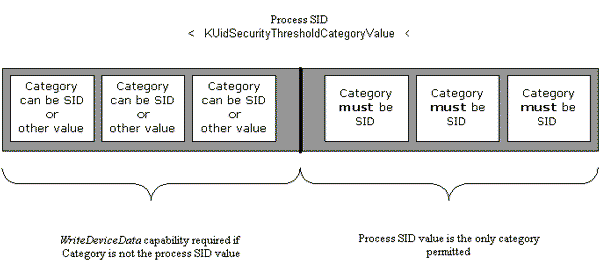 Process SID
< KUidSecurityThresholdCategoryValue <
Category
can be SID
or
other value
Category
can be SID
or
other value
Category
can be SID
or
other value
Category
must be
SID
Category
must be
SID
Category
must be
SID
WriteDeviceData capability required if
Category is not the process SID value
Process SID value is the only category
permitted